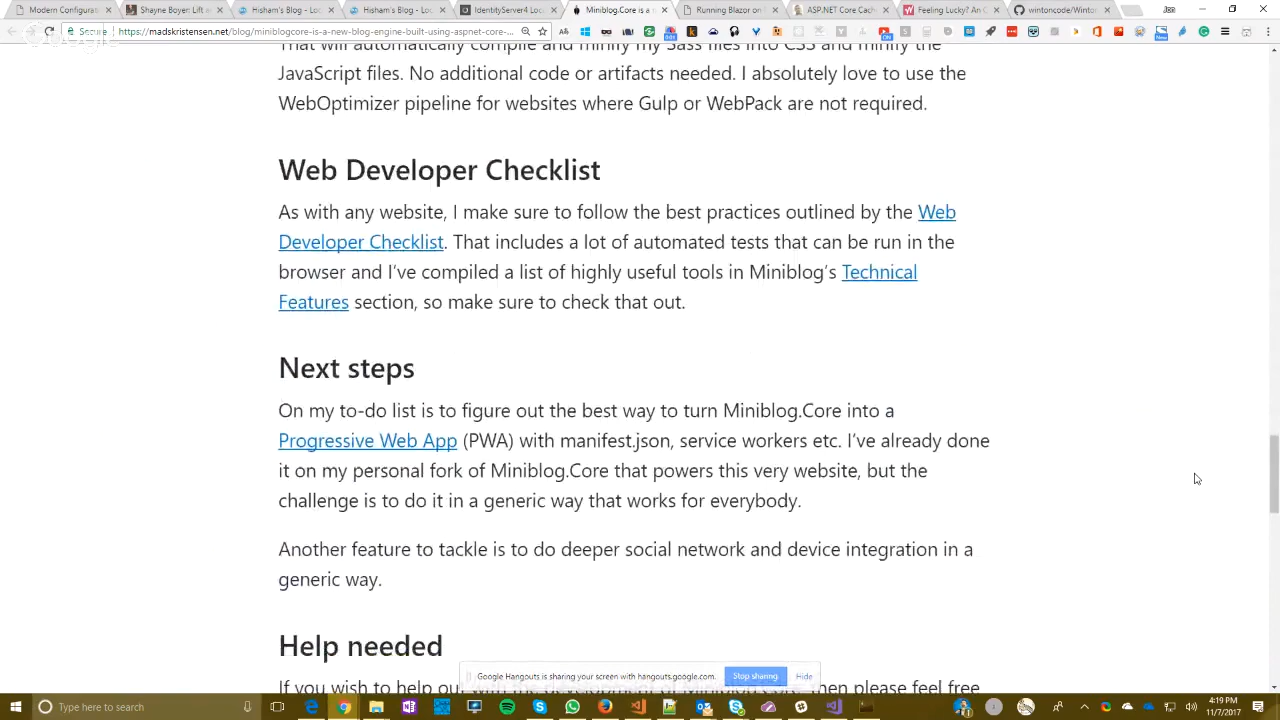 Modern Configura
Shayne Boyer Lift a
Hisham's Blog - Loc
Hisham's Blog - Loc
IdentityServer4 Loc
Miniblog.Core is a
Running Blazor on
ASP.NET Core Cach
Feeling Lucky? An U
wintoncode/Winto
Secure
https://madskristensen.net/blog/miniblogcore-is-a-new-blog-engine-built-using-aspnet-core-...
That will automatically compile and minify my Sass files into CSS and minify the
JavaScript files. No additional code or artifacts needed. I absolutely love to use the
WebOptimizer pipeline for websites where Gulp or WebPack are not required.
Web Developer Checklist
As with any website, I make sure to follow the best practices outlined by the Web
Developer Checklist. That includes a lot of automated tests that can be run in the
browser and I've compiled a list of highly useful tools in Miniblog's Technical
Features section, so make sure to check that out.
Next steps
On my to-do list is to figure out the best way to turn Miniblog.Core into a
Progressive Web App (PWA) with manifest.json, service workers etc. I've already done
it on my personal fork of Miniblog.Core that powers this very website, but the
challenge is to do it in a generic way that works for everybody.
Another feature to tackle is to do deeper social network and device integration in a
generic way.
Help needed
Google Hangouts is sharing your screen with hangouts.google.com.
Stop sharing
Hide
If you wish to help out with the development of Miniblog.Core then please feel free
Type here to search
4:19 PM
11/7/2017